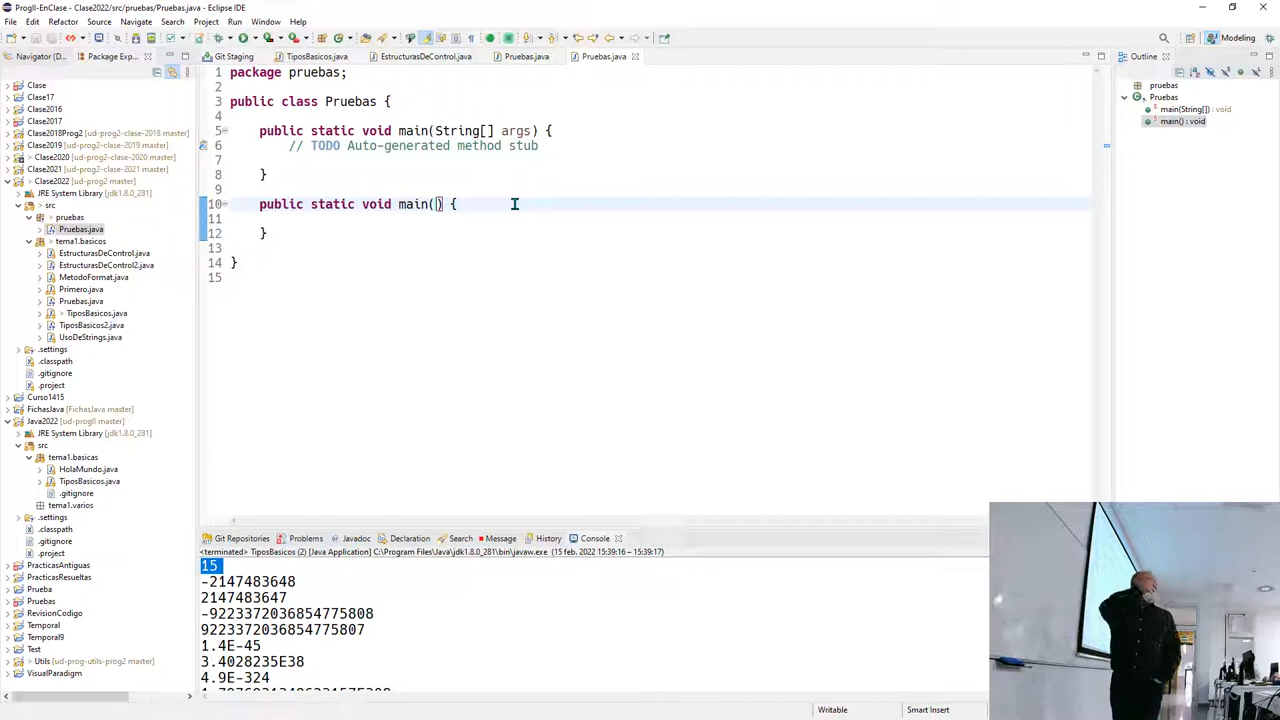 ProgII-EnClase - Clase2022/src/pruebas/Pruebas.java - Eclipse IDE
File Edit Refactor Source Navigate Search Project Run Window Help
Modeling
Navigator (D... Package Exp...
Git Staging TiposBasicos.java EstructurasDeControl.java Pruebas.java Pruebas.java
Outline
Clase
Clase17
Clase2016
Clase2017
Clase2018Prog2 [ud-prog2-clase-2018 master]
Clase2019 [ud-prog2-clase-2019 master]
> Clase2020 [ud-prog2-clase-2020 master]
Clase2021 [ud-prog2-clase-2021 master]
> Clase2022 [ud-prog2 master]
JRE System Library [jdk1.8.0_281]
> src
> pruebas
Pruebas.java
> tema1.basicos
EstructurasDeControl.java
EstructurasDeControl2.java
MetodoFormat.java
Primero.java
Pruebas.java
> TiposBasicos.java
TiposBasicos2.java
UsoDeStrings.java
.settings
.classpath
.gitignore
.project
Curso1415
FichasJava [FichasJava master]
Java2022 [ud-progII master]
JRE System Library [jdk1.8.0_281]
src
tema1.basicas
HolaMundo.java
TiposBasicos.java
.gitignore
tema1.varios
.settings
.classpath
.gitignore
.project
PracticasAntiguas
PracticasResueltas
Prueba
Pruebas
RevisionCodigo
Temporal
Temporal9
Test
> Utils [ud-prog-utils-prog2 master]
VisualParadigm
1 package pruebas;
2
3 public class Pruebas {
4
5 public static void main(String[] args) {
6 // TODO Auto-generated method stub
7
8 }
9
10 public static void main() {
11
12 }
13
14 }
15
pruebas
Pruebas
main(String[]) : void
main() : void
Git Repositories Problems Javadoc Declaration Search Message History Console
<terminated> TiposBasicos (2) [Java Application] C:\Program Files\Java\jdk1.8.0_281\bin\javaw.exe (15 feb. 2022 15:39:16 – 15:39:17)
15
-2147483648
2147483647
-9223372036854775808
9223372036854775807
1.4E-45
3.4028235E38
4.9E-324
Writable Smart Insert